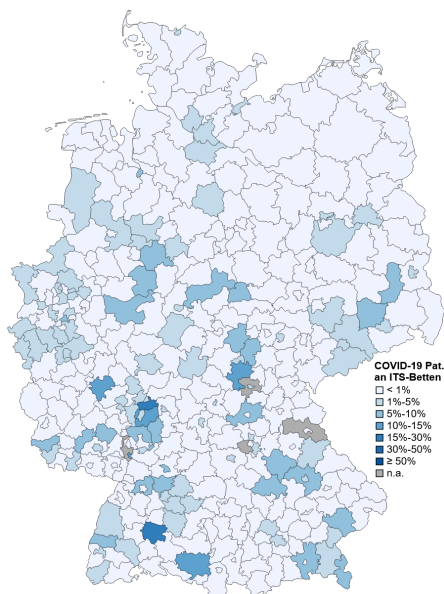 COVID-19 Pat.
an ITS-Betten
< 1%
1%-5%
5%-10%
10%-15%
15%-30%
30%-50%
≥ 50%
n.a.